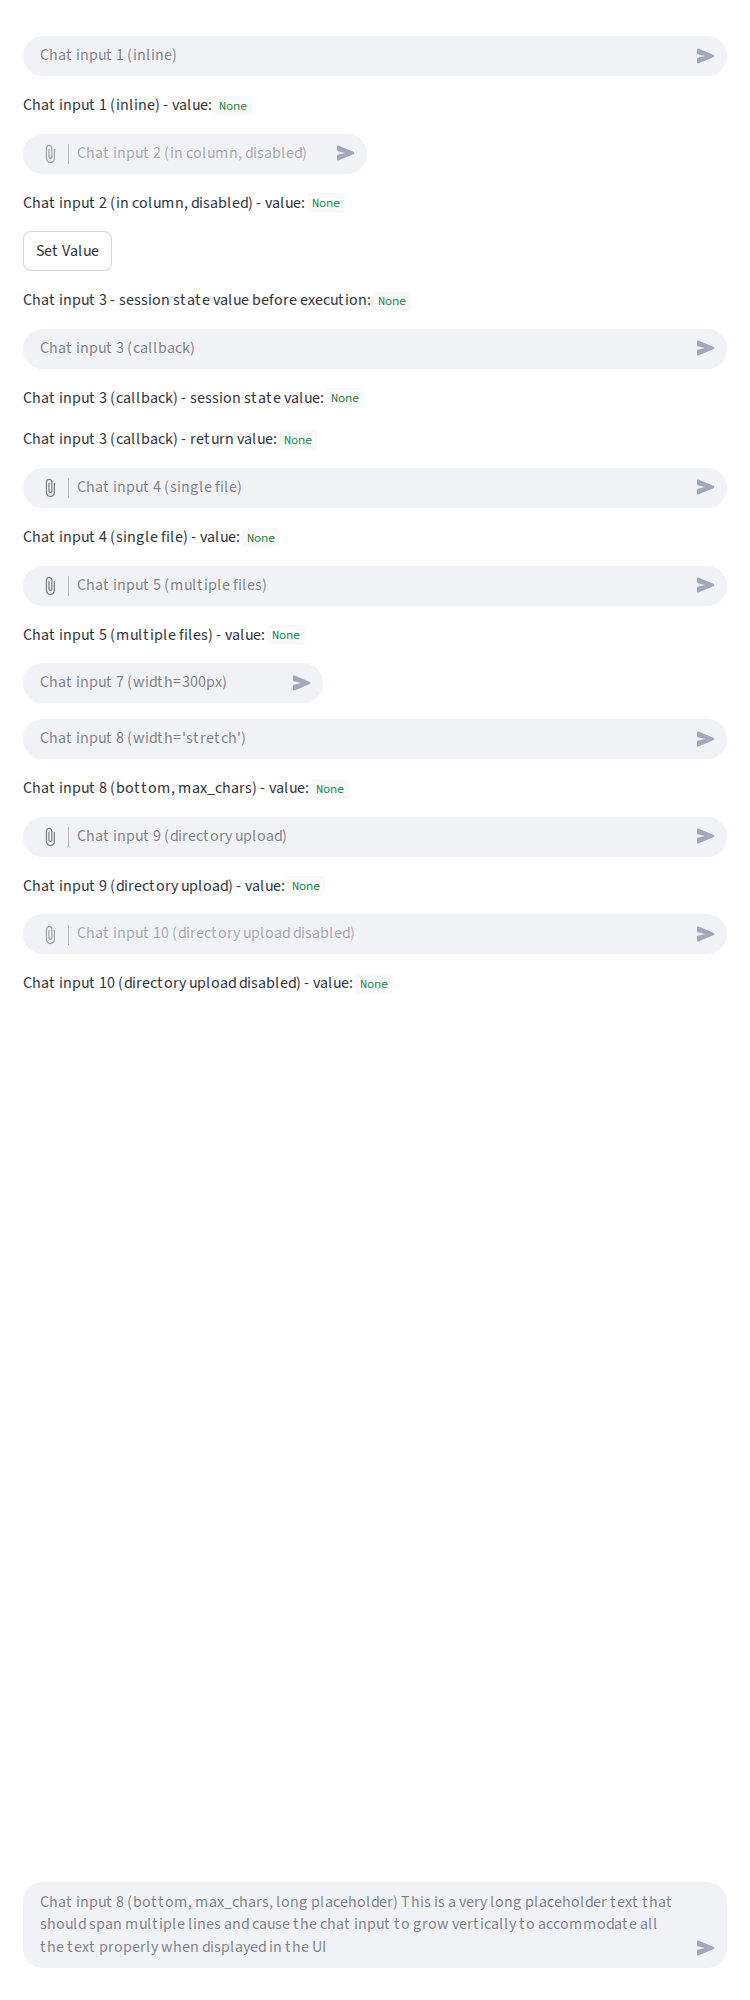 Chat input 1 (inline)
Chat input 1 (inline) - value: None
Chat input 2 (in column, disabled)
Chat input 2 (in column, disabled) - value: None
Set Value
Chat input 3 - session state value before execution: None
Chat input 3 (callback)
Chat input 3 (callback) - session state value: None
Chat input 3 (callback) - return value: None
Chat input 4 (single file)
Chat input 4 (single file) - value: None
Chat input 5 (multiple files)
Chat input 5 (multiple files) - value: None
Chat input 7 (width=300px)
Chat input 8 (width='stretch')
Chat input 8 (bottom, max_chars) - value: None
Chat input 9 (directory upload)
Chat input 9 (directory upload) - value: None
Chat input 10 (directory upload disabled)
Chat input 10 (directory upload disabled) - value: None
Chat input 8 (bottom, max_chars, long placeholder) This is a very long placeholder text that
should span multiple lines and cause the chat input to grow vertically to accommodate all
the text properly when displayed in the UI